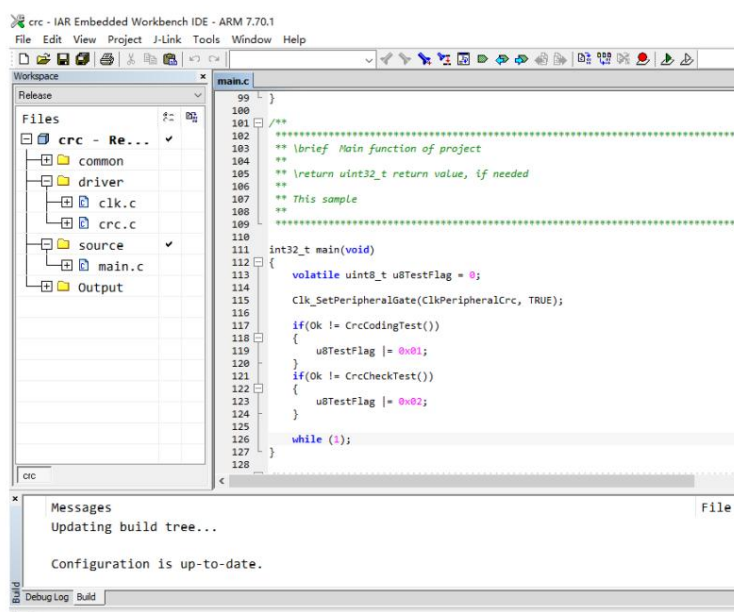 crc - IAR Embedded Workbench IDE - ARM 7.70.1
File Edit View Project J-Link Tools Window Help
Workspace
Release
Files
crc - Re...
common
driver
clk.c
crc.c
source
main.c
Output
crc
main.c
99 }
100
101 /**
102 ******************************************************************************
103 ** \brief  Main function of project
104 **
105 ** \return uint32_t return value, if needed
106 **
107 ** This sample
108 **
109 ******************************************************************************
110
111 int32_t main(void)
112 {
113     volatile uint8_t u8TestFlag = 0;
114
115     Clk_SetPeripheralGate(ClkPeripheralCrc, TRUE);
116
117     if(Ok != CrcCodingTest())
118     {
119         u8TestFlag |= 0x01;
120     }
121     if(Ok != CrcCheckTest())
122     {
123         u8TestFlag |= 0x02;
124     }
125
126     while (1);
127 }
128
Messages File
Updating build tree...
Configuration is up-to-date.
Build
Debug Log Build